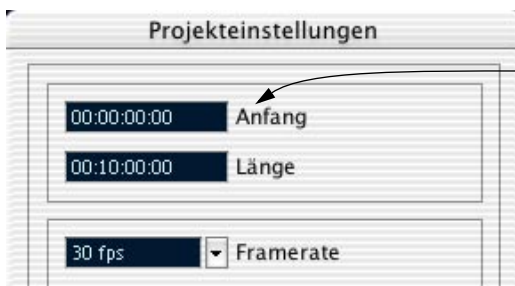 Projekteinstellungen
00:00:00:00 Anfang
00:10:00:00 Länge
30 fps Framerate